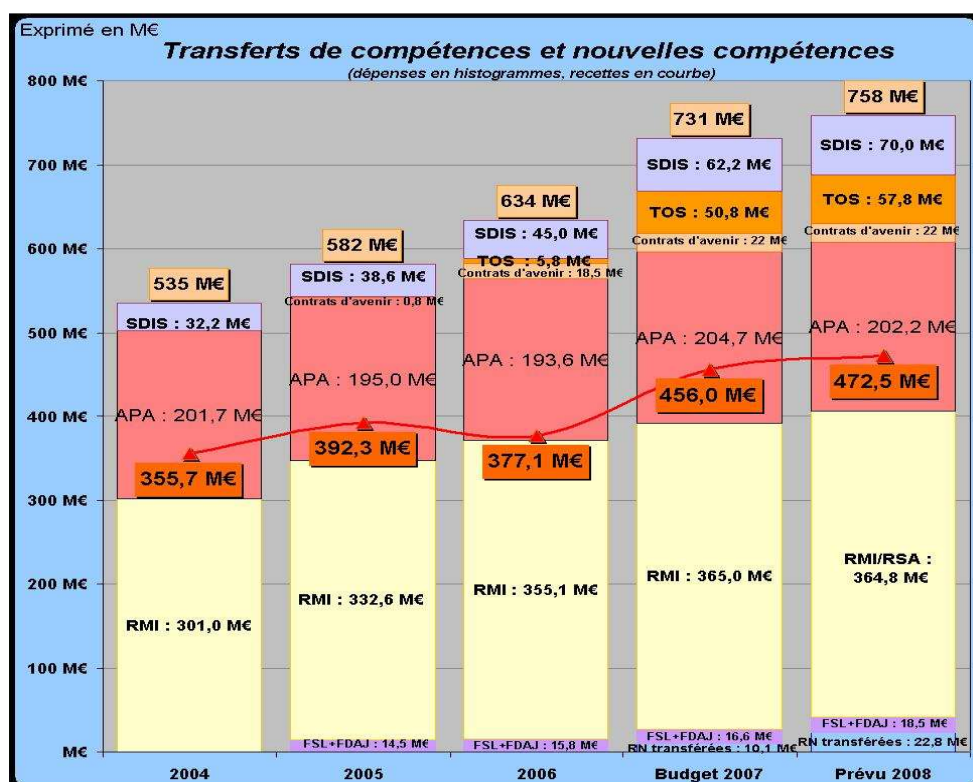 Exprimé en M€
Transferts de compétences et nouvelles compétences
(dépenses en histogrammes, recettes en courbe)
800 M€
700 M€
600 M€
500 M€
400 M€
300 M€
200 M€
100 M€
M€
535 M€
SDIS : 32,2 M€
APA : 201,7 M€
355,7 M€
RMI : 301,0 M€
2004
582 M€
SDIS : 38,6 M€
Contrats d'avenir : 0,8 M€
APA : 195,0 M€
392,3 M€
RMI : 332,6 M€
FSL+FDAJ : 14,5 M€
2005
634 M€
SDIS : 45,0 M€
TOS : 5,8 M€
Contrats d'avenir : 18,5 M€
APA : 193,6 M€
377,1 M€
RMI : 355,1 M€
FSL+FDAJ : 15,8 M€
2006
731 M€
SDIS : 62,2 M€
TOS : 50,8 M€
Contrats d'avenir : 22 M€
APA : 204,7 M€
456,0 M€
RMI : 365,0 M€
FSL+FDAJ : 16,6 M€
RN transférées : 10,1 M€
Budget 2007
758 M€
SDIS : 70,0 M€
TOS : 57,8 M€
Contrats d'avenir : 22 M€
APA : 202,2 M€
472,5 M€
RMI/RSA :
364,8 M€
FSL+FDAJ : 18,5 M€
RN transférées : 22,8 M€
Prévu 2008